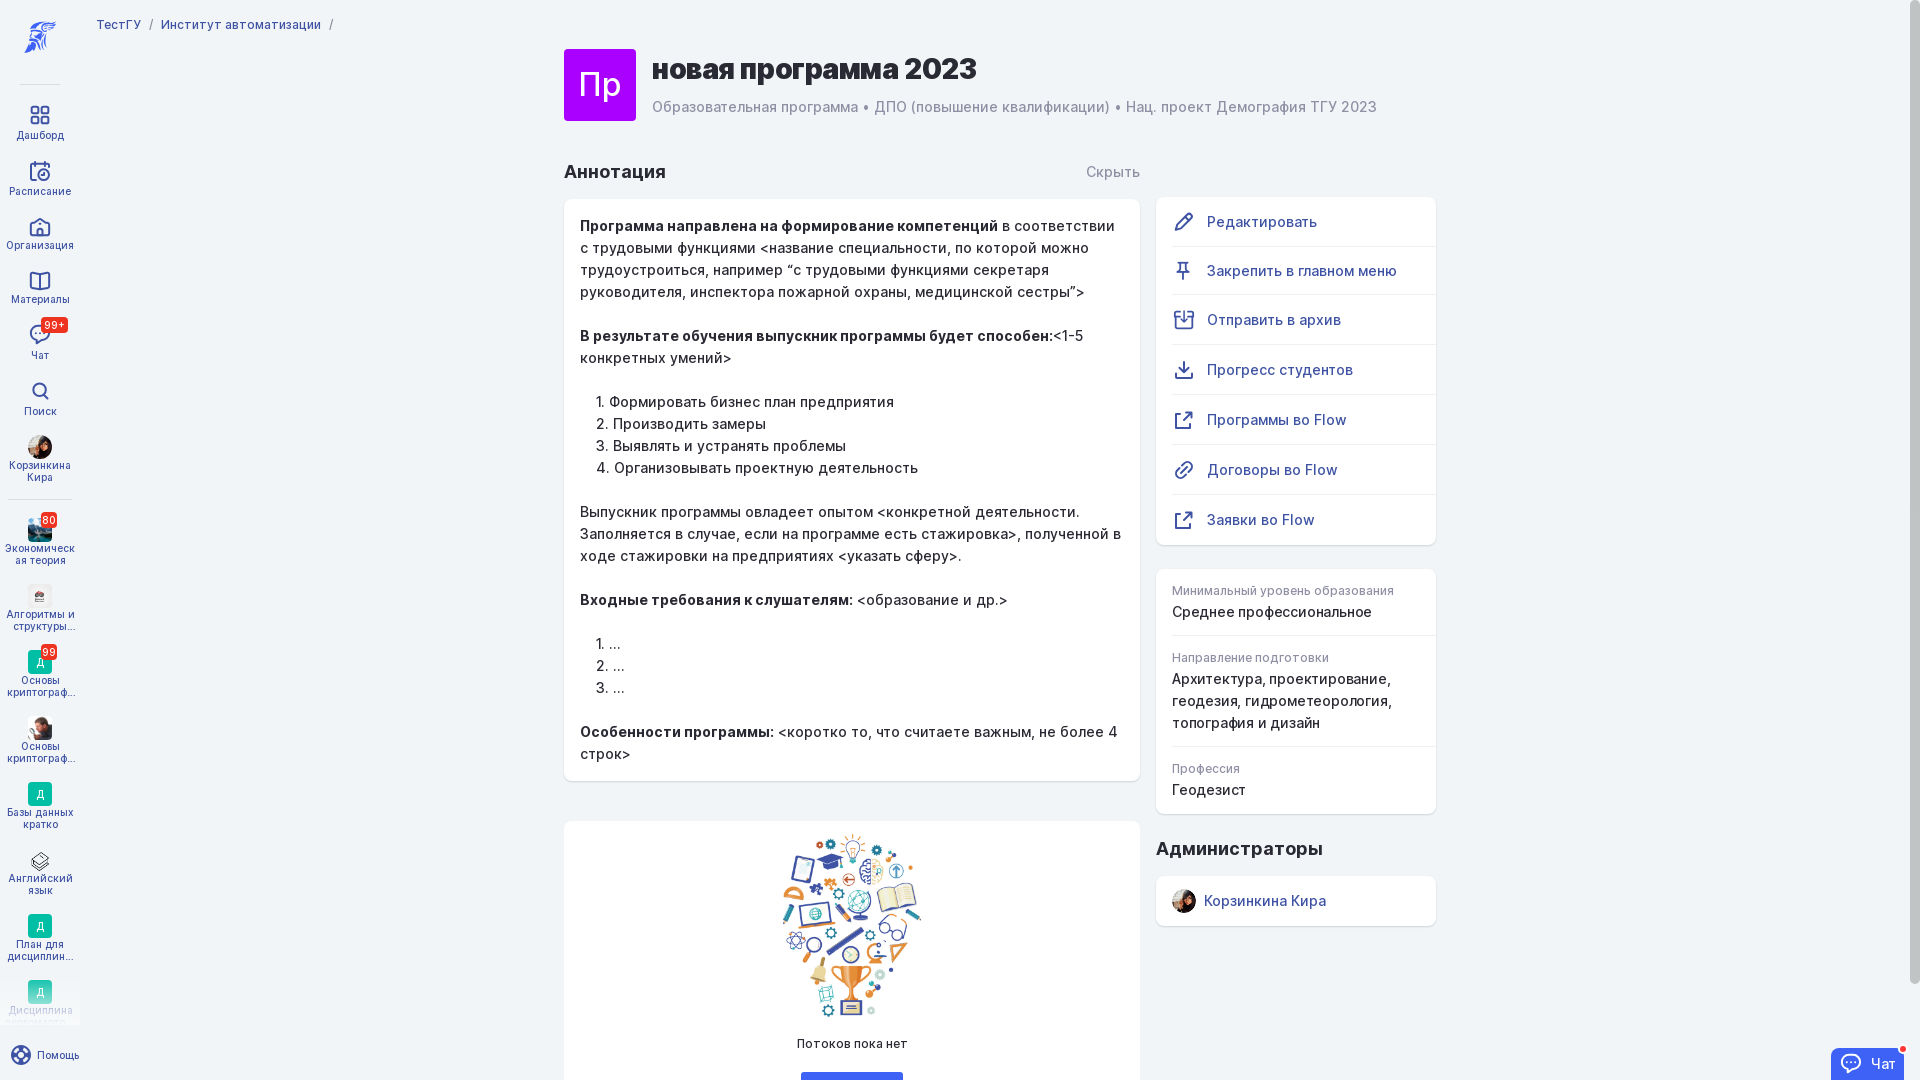 ТестГУ / Институт автоматизации /
Пр
новая программа 2023
Образовательная программа • ДПО (повышение квалификации) • Нац. проект Демография ТГУ 2023
Дашборд
Расписание
Организация
Материалы
99+
Чат
Поиск
Корзинкина
Кира
80
Экономическ
ая теория
Алгоритмы и
структуры...
99
Д
Основы
криптограф...
Основы
криптограф...
Д
Базы данных
кратко
Английский
язык
Д
План для
дисциплин...
Д
Дисциплина
Помощь
Аннотация
Скрыть
Программа направлена на формирование компетенций в соответствии
с трудовыми функциями <название специальности, по которой можно
трудоустроиться, например “с трудовыми функциями секретаря
руководителя, инспектора пожарной охраны, медицинской сестры”>
В результате обучения выпускник программы будет способен:<1-5
конкретных умений>
1. Формировать бизнес план предприятия
2. Производить замеры
3. Выявлять и устранять проблемы
4. Организовывать проектную деятельность
Выпускник программы овладеет опытом <конкретной деятельности.
Заполняется в случае, если на программе есть стажировка>, полученной в
ходе стажировки на предприятиях <указать сферу>.
Входные требования к слушателям: <образование и др.>
1. ...
2. ...
3. ...
Особенности программы: <коротко то, что считаете важным, не более 4
строк>
Потоков пока нет
Редактировать
Закрепить в главном меню
Отправить в архив
Прогресс студентов
Программы во Flow
Договоры во Flow
Заявки во Flow
Минимальный уровень образования
Среднее профессиональное
Направление подготовки
Архитектура, проектирование,
геодезия, гидрометеорология,
топография и дизайн
Профессия
Геодезист
Администраторы
Корзинкина Кира
Чат